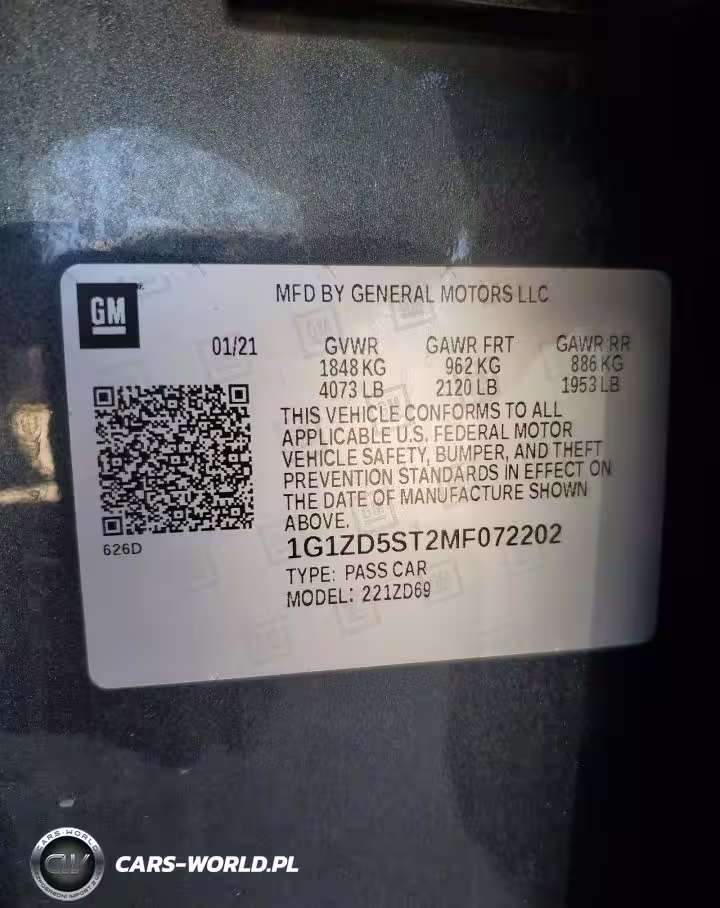 GM
MFD BY GENERAL MOTORS LLC
01/21
GVWR GAWR FRT GAWR RR
1848 KG 962 KG 886 KG
4073 LB 2120 LB 1953 LB
THIS VEHICLE CONFORMS TO ALL
APPLICABLE U.S. FEDERAL MOTOR
VEHICLE SAFETY, BUMPER, AND THEFT
PREVENTION STANDARDS IN EFFECT ON
THE DATE OF MANUFACTURE SHOWN
ABOVE.
626D
1G1ZD5ST2MF072202
TYPE: PASS CAR
MODEL: 221ZD69
CARS-WORLD
CW
CARS-WORLD.PL